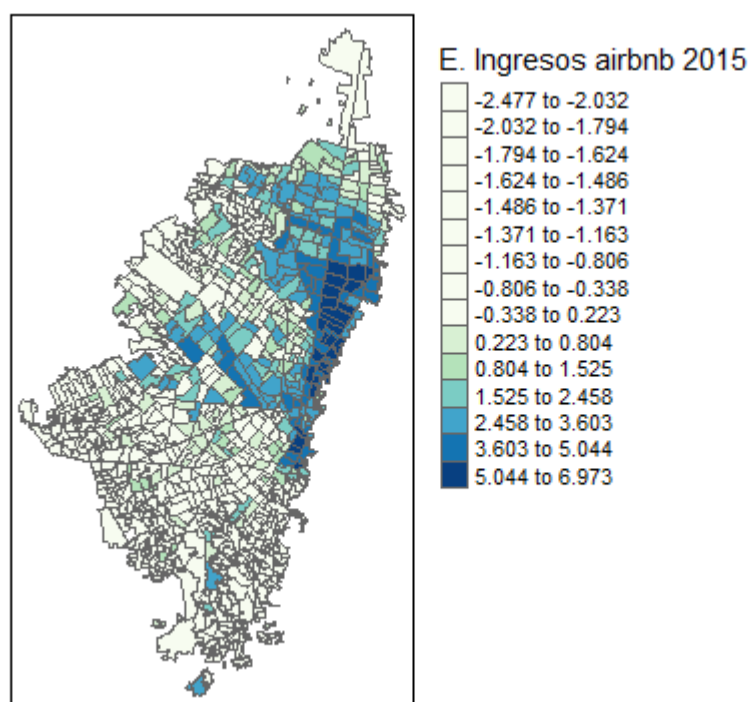 E. Ingresos airbnb 2015
-2.477 to -2.032
-2.032 to -1.794
-1.794 to -1.624
-1.624 to -1.486
-1.486 to -1.371
-1.371 to -1.163
-1.163 to -0.806
-0.806 to -0.338
-0.338 to 0.223
0.223 to 0.804
0.804 to 1.525
1.525 to 2.458
2.458 to 3.603
3.603 to 5.044
5.044 to 6.973